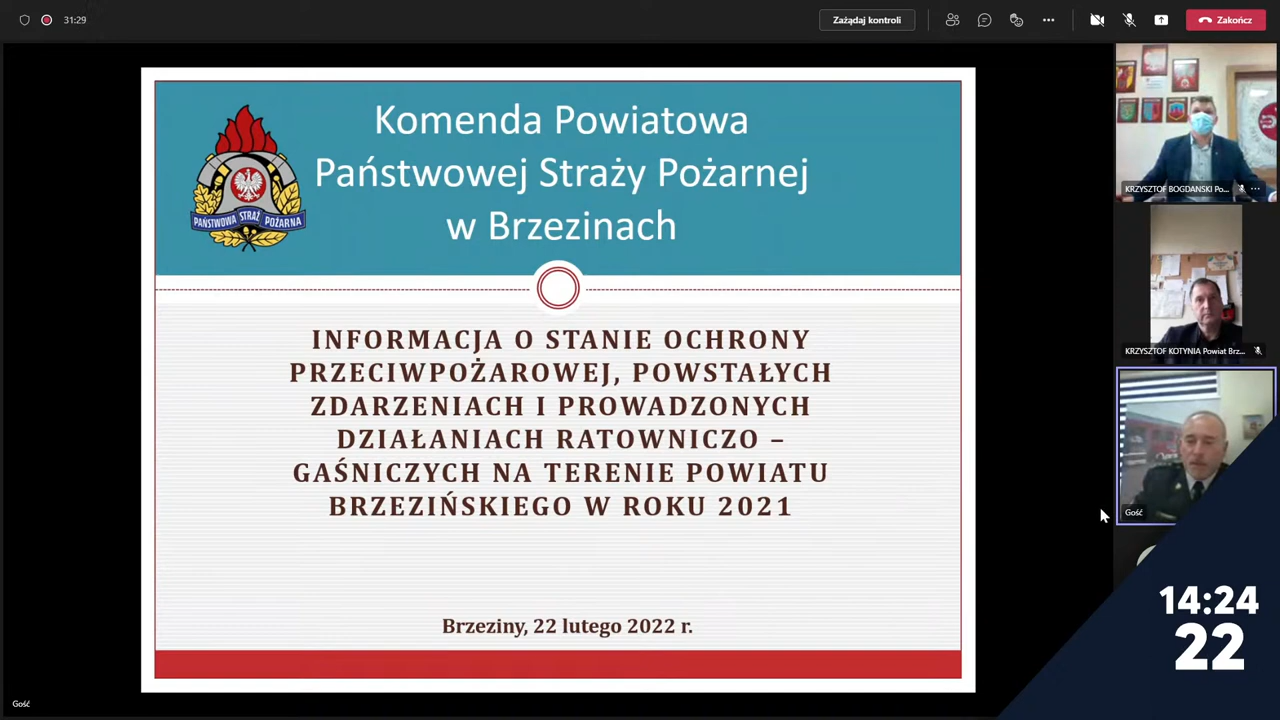 31:29
Zażądaj kontroli
Zakończ
Komenda Powiatowa
Państwowej Straży Pożarnej
w Brzezinach
PAŃSTWOWA STRAŻ POŻARNA
INFORMACJA O STANIE OCHRONY
PRZECIWPOŻAROWEJ, POWSTAŁYCH
ZDARZENIACH I PROWADZONYCH
DZIAŁANIACH RATOWNICZO –
GAŚNICZYCH NA TERENIE POWIATU
BRZEZIŃSKIEGO W ROKU 2021
Brzeziny, 22 lutego 2022 r.
KRZYSZTOF BOGDANSKI Po...
KRZYSZTOF KOTYNIA Powiat Brz...
Gość
14:24
22
Gość